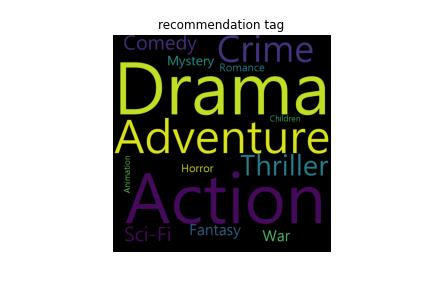 recommendation tag
Comedy
Crime
Mystery
Romance
Drama
Children
Adventure
Animation
Horror
Thriller
Action
Sci-Fi
Fantasy
War